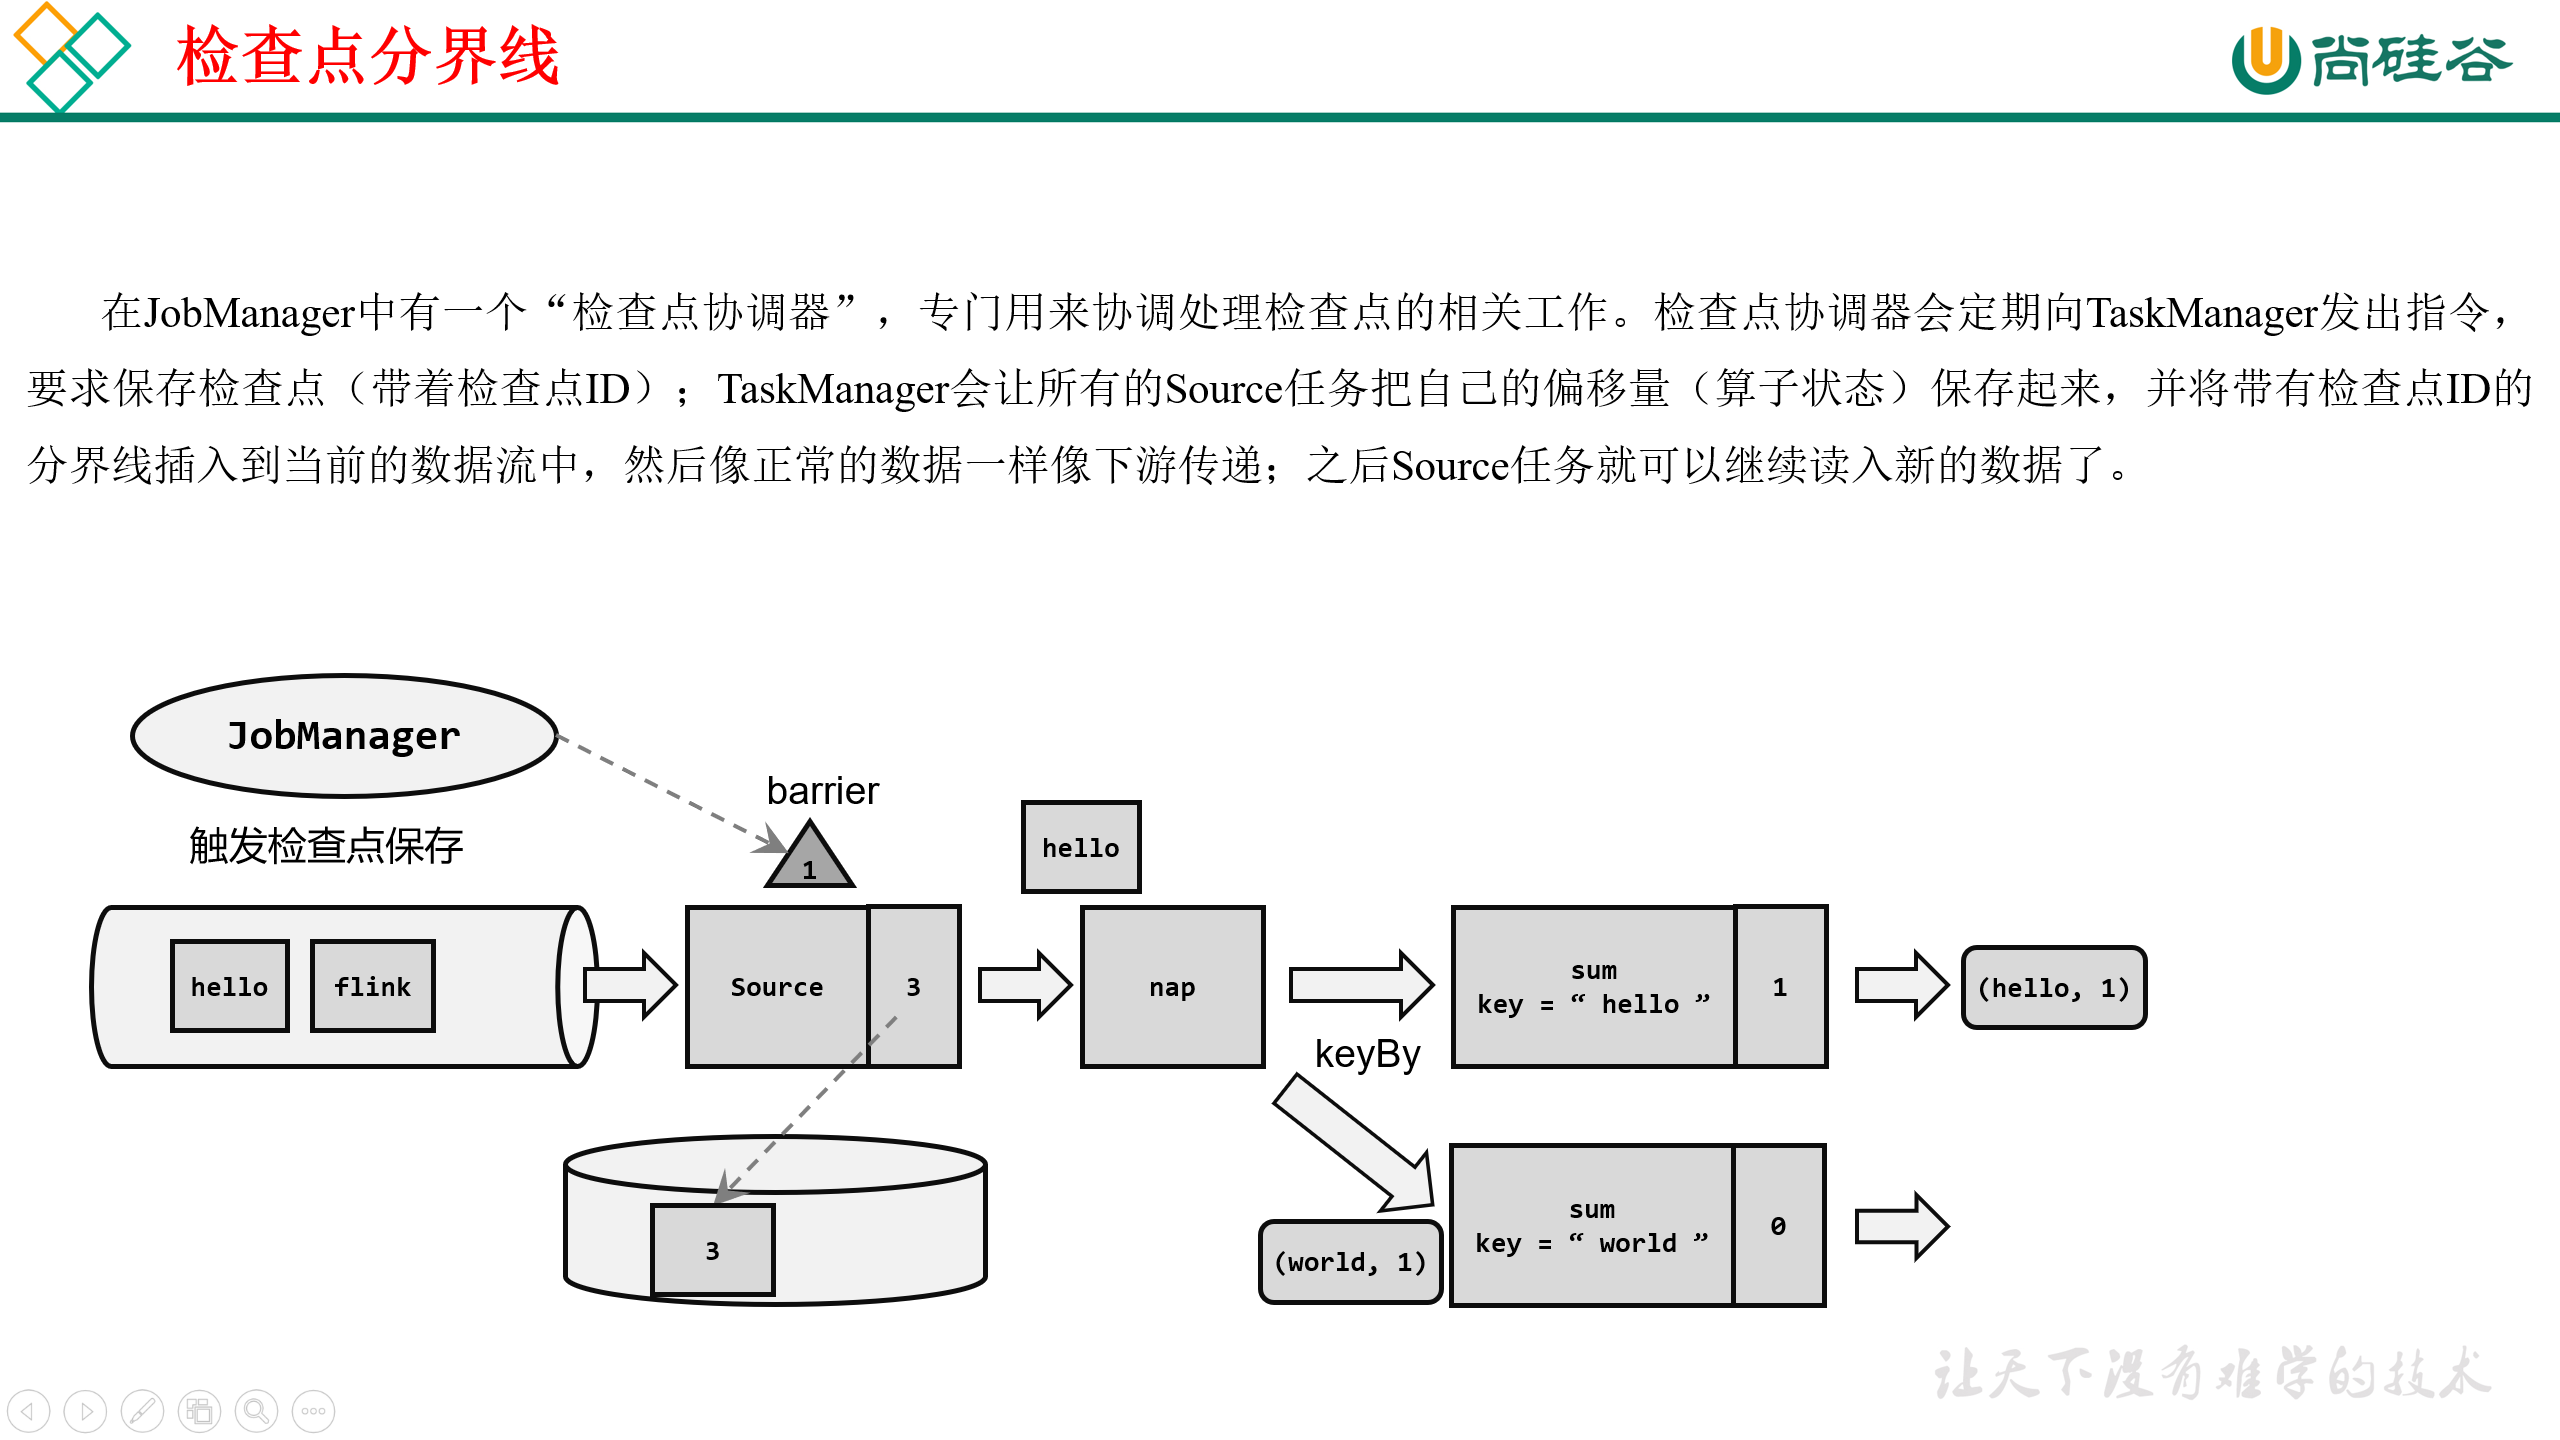 检查点分界线
尚硅谷
在JobManager中有一个“检查点协调器”，专门用来协调处理检查点的相关工作。检查点协调器会定期向TaskManager发出指令，
要求保存检查点（带着检查点ID）；TaskManager会让所有的Source任务把自己的偏移量（算子状态）保存起来，并将带有检查点ID的
分界线插入到当前的数据流中，然后像正常的数据一样像下游传递；之后Source任务就可以继续读入新的数据了。
JobManager
触发检查点保存
barrier
1
hello
hello
flink
Source
3
nap
sum
key = “ hello ”
1
(hello, 1)
keyBy
3
(world, 1)
sum
key = “ world ”
0
让天下没有难学的技术